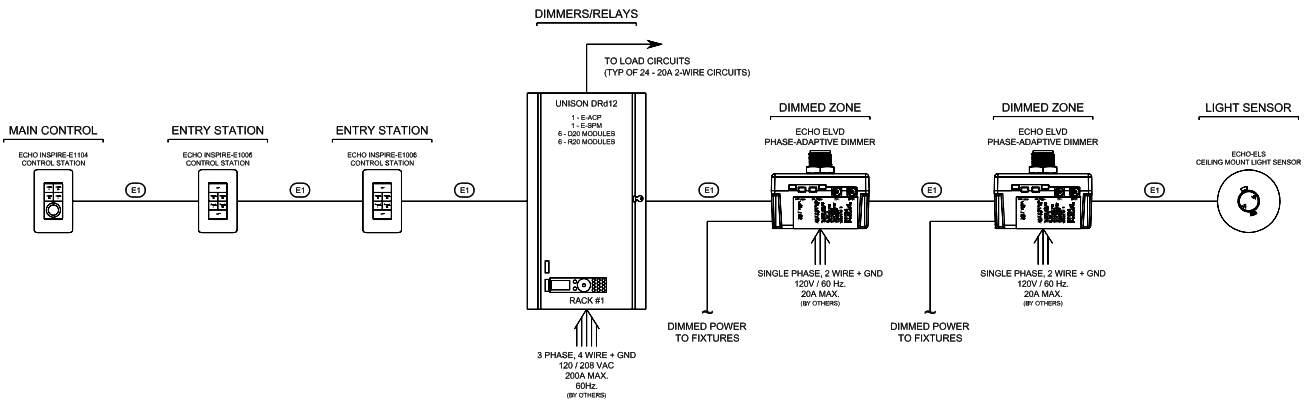 DIMMERS/RELAYS
TO LOAD CIRCUITS
(TYP OF 24 - 20A 2-WIRE CIRCUITS)
MAIN CONTROL
ECHO INSPIRE-E1104
CONTROL STATION
E1
ENTRY STATION
ECHO INSPIRE-E1006
CONTROL STATION
E1
ENTRY STATION
ECHO INSPIRE-E1006
CONTROL STATION
E1
UNISON DRd12
1 - E-ACP
1 - E-SPM
6 - D20 MODULES
6 - R20 MODULES
RACK #1
3 PHASE, 4 WIRE + GND
120 / 208 VAC
200A MAX.
60Hz.
(BY OTHERS)
E1
DIMMED ZONE
ECHO ELVD
PHASE-ADAPTIVE DIMMER
SINGLE PHASE, 2 WIRE + GND
120V / 60 Hz.
20A MAX.
(BY OTHERS)
DIMMED POWER
TO FIXTURES
E1
DIMMED ZONE
ECHO ELVD
PHASE-ADAPTIVE DIMMER
SINGLE PHASE, 2 WIRE + GND
120V / 60 Hz.
20A MAX.
(BY OTHERS)
DIMMED POWER
TO FIXTURES
E1
LIGHT SENSOR
ECHO-ELS
CEILING MOUNT LIGHT SENSOR